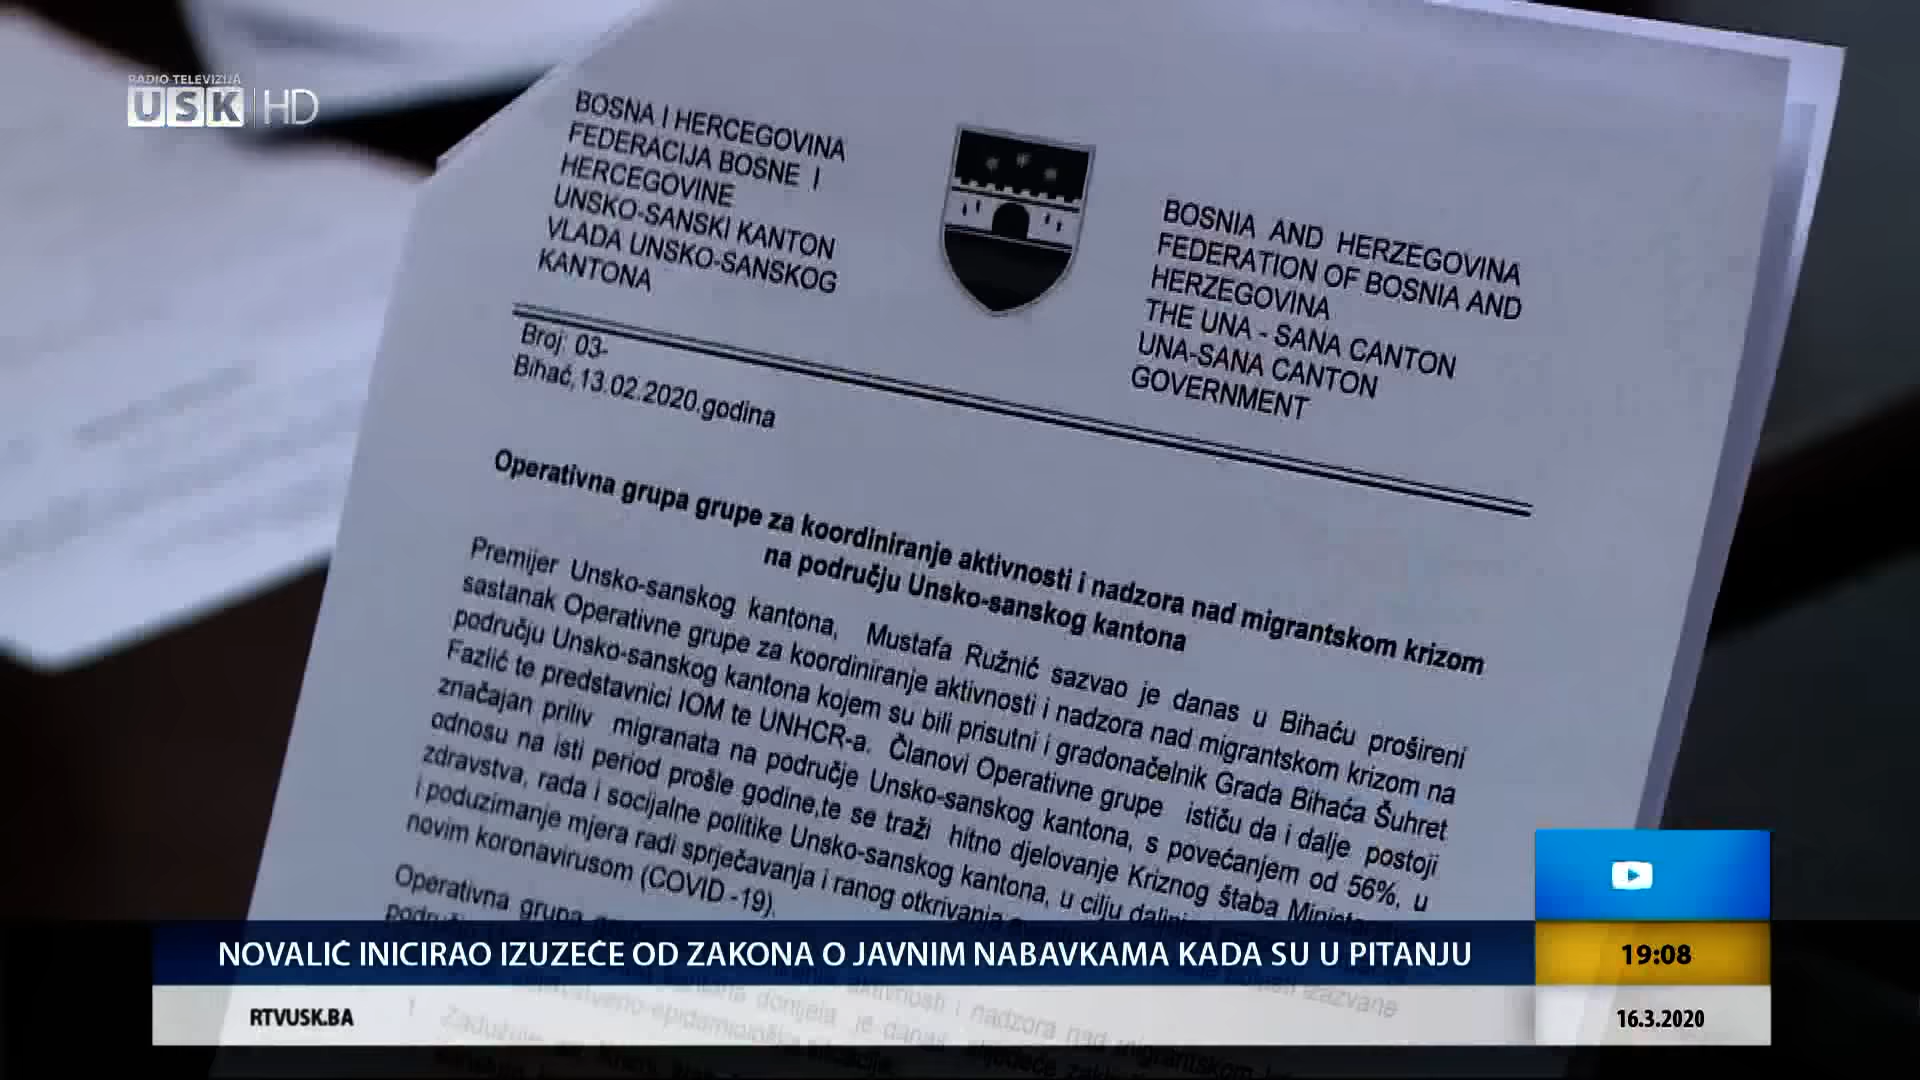 RADIO TELEVIZIJA
USK HD
BOSNA I HERCEGOVINA
FEDERACIJA BOSNE I
HERCEGOVINE
UNSKO-SANSKI KANTON
VLADA UNSKO-SANSKOG
KANTONA
BOSNIA AND HERZEGOVINA
FEDERATION OF BOSNIA AND
HERZEGOVINA
THE UNA - SANA CANTON
UNA-SANA CANTON
GOVERNMENT
Broj: 03-
Bihać,13.02.2020.godina
Operativna grupa grupe za koordiniranje aktivnosti i nadzora nad migrantskom krizom
na području Unsko-sanskog kantona
Premijer Unsko-sanskog kantona, Mustafa Ružnić sazvao je danas u Bihaću prošireni
sastanak Operativne grupe za koordiniranje aktivnosti i nadzora nad migrantskom krizom na
području Unsko-sanskog kantona kojem su bili prisutni i gradonačelnik Grada Bihaća Šuhret
Fazlić te predstavnici IOM te UNHCR-a. Članovi Operativne grupe ističu da i dalje postoji
značajan priliv migranata na područje Unsko-sanskog kantona, s povećanjem od 56%, u
odnosu na isti period prošle godine,te se traži hitno djelovanje Kriznog štaba
zdravstva, rada i socijalne politike Unsko-sanskog kantona, u cilju
i poduzimanje mjera radi sprječavanja i ranog otkrivanja
izazvane
novim koronavirusom (COVID -19).
Operativna grupa
donijela je danas
aktivnosti i nadzora nad migrantskom
NOVALIĆ INICIRAO IZUZEĆE OD ZAKONA O JAVNIM NABAVKAMA KADA SU U PITANJU
19:08
RTVUSK.BA
16.3.2020